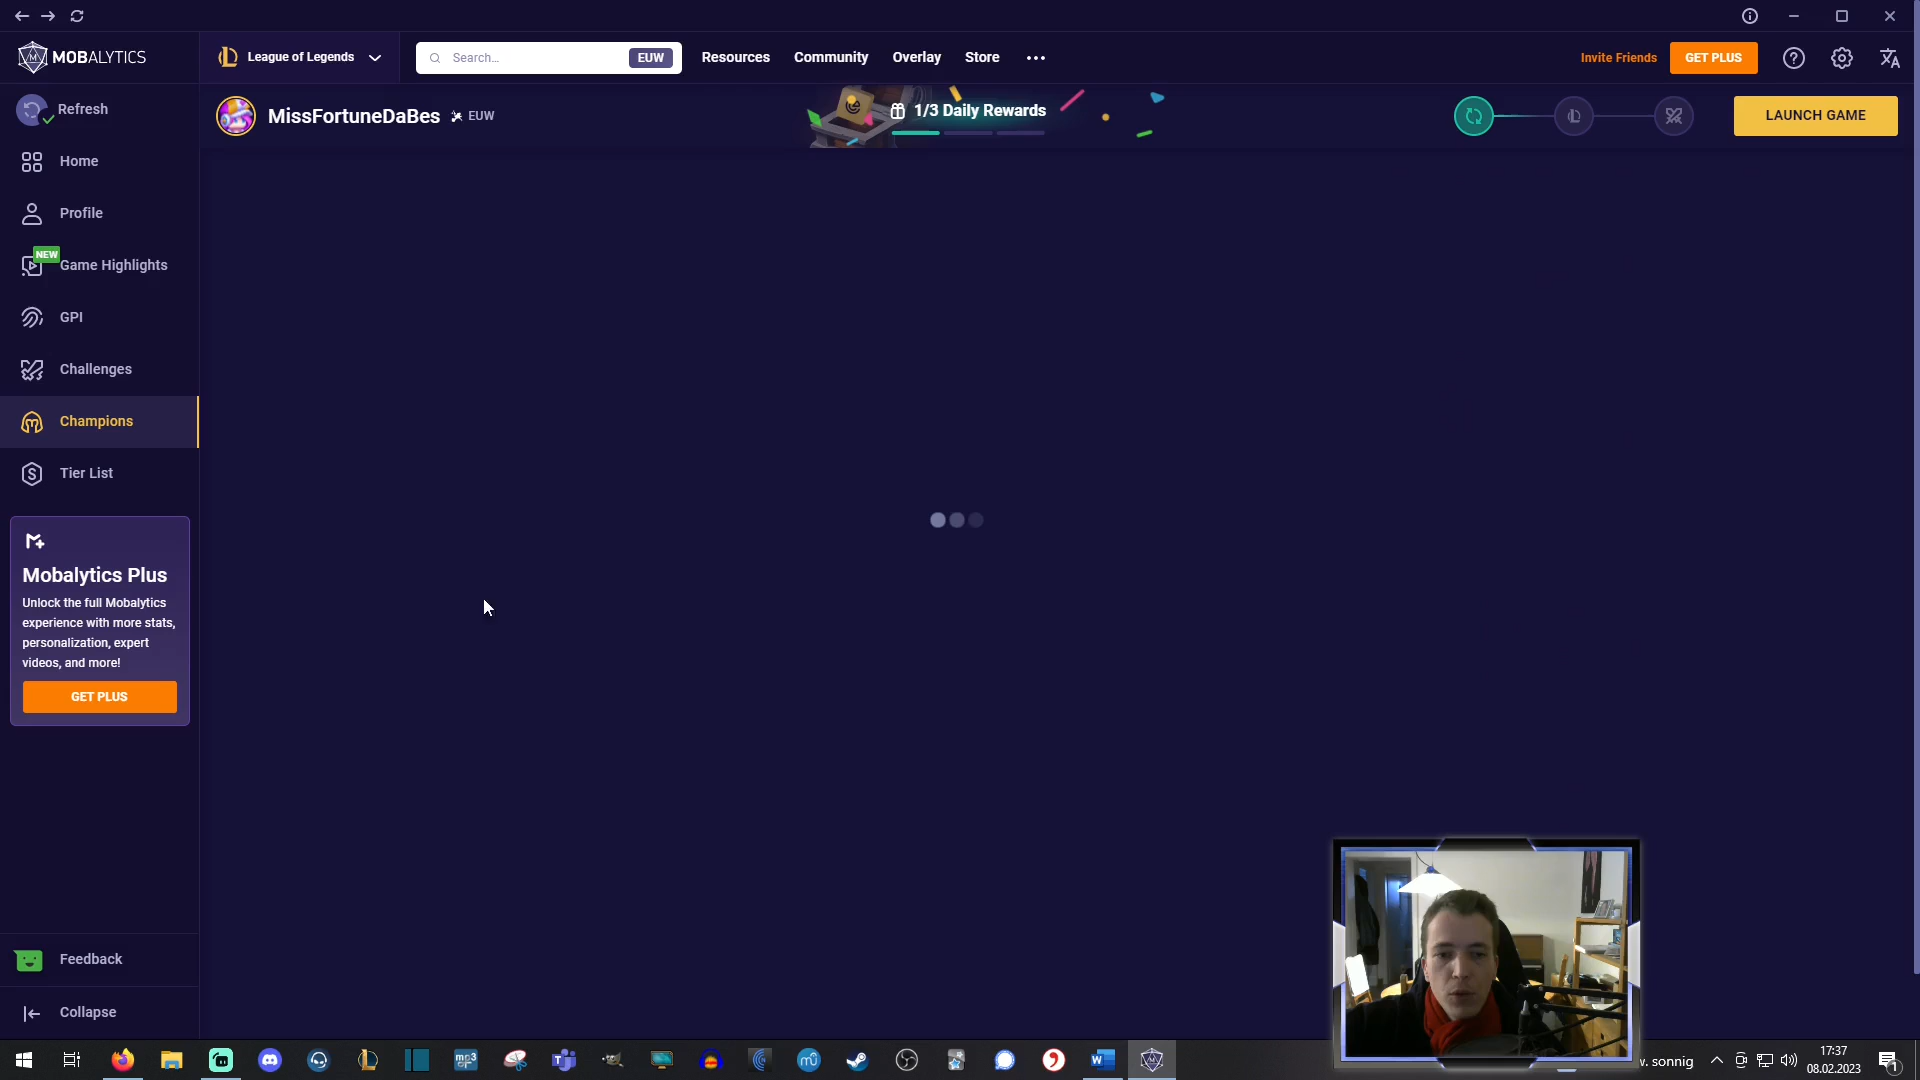 MOBALYTICS
League of Legends
Search...
EUW
Resources
Community
Overlay
Store
Invite Friends
GET PLUS
Refresh
MissFortuneDaBes
EUW
1/3 Daily Rewards
LAUNCH GAME
Home
Profile
NEW
Game Highlights
GPI
Challenges
Champions
Tier List
Mobalytics Plus
Unlock the full Mobalytics
experience with more stats,
personalization, expert
videos, and more!
GET PLUS
Feedback
Collapse
w. sonnig
17:37
08.02.2023
1